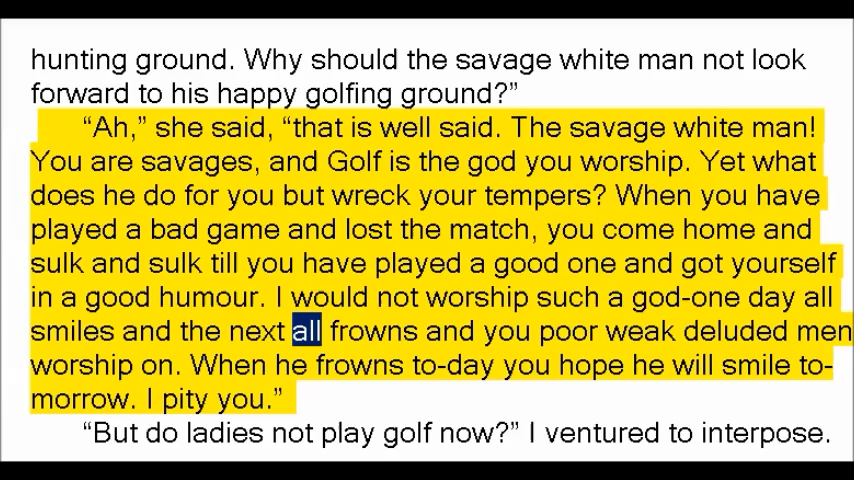 hunting ground. Why should the savage white man not look
forward to his happy golfing ground?”
“Ah,” she said, “that is well said. The savage white man!
You are savages, and Golf is the god you worship. Yet what
does he do for you but wreck your tempers? When you have
played a bad game and lost the match, you come home and
sulk and sulk till you have played a good one and got yourself
in a good humour. I would not worship such a god-one day all
smiles and the next all frowns and you poor weak deluded men
worship on. When he frowns to-day you hope he will smile to-
morrow. I pity you.”
“But do ladies not play golf now?” I ventured to interpose.